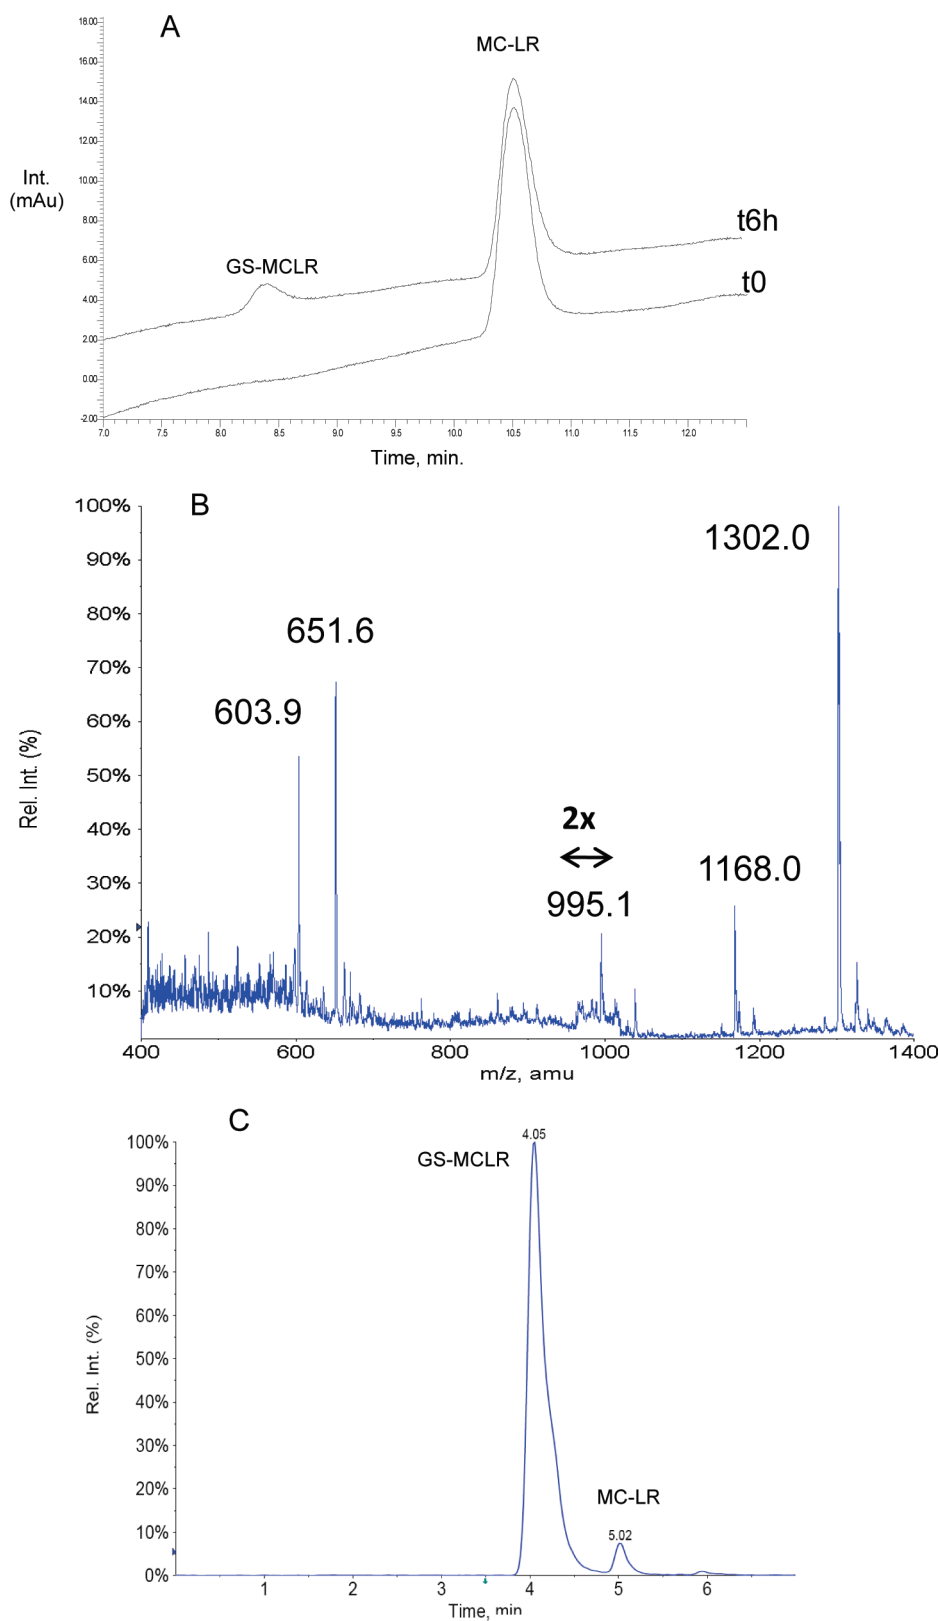 A
18.00
16.00
14.00
12.00
10.00
8.00
6.00
4.00
2.00
0.00
-2.00
Int.
(mAu)
MC-LR
GS-MCLR
t6h
t0
7.0 7.5 8.0 8.5 9.0 9.5 10.0 10.5 11.0 11.5 12.0
Time, min.
B
100%
90%
80%
70%
60%
50%
40%
30%
20%
10%
Rel. Int. (%)
1302.0
651.6
603.9
2x
995.1
1168.0
400 600 800 1000 1200 1400
m/z, amu
C
100%
90%
80%
70%
60%
50%
40%
30%
20%
10%
0%
Rel. Int. (%)
4.05
GS-MCLR
MC-LR
5.02
1 2 3 4 5 6
Time, min